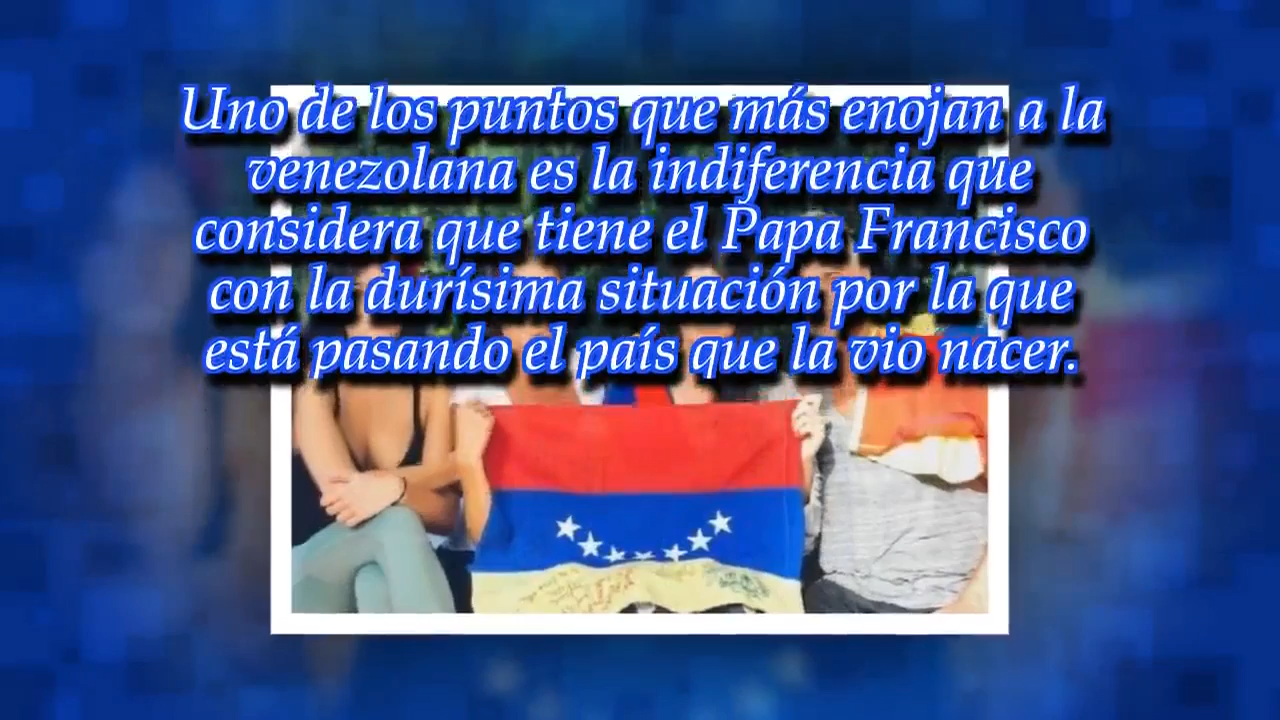 Uno de los puntos que más enojan a la
venezolana es la indiferencia que
considera que tiene el Papa Francisco
con la durísima situación por la que
está pasando el país que la vio nacer.